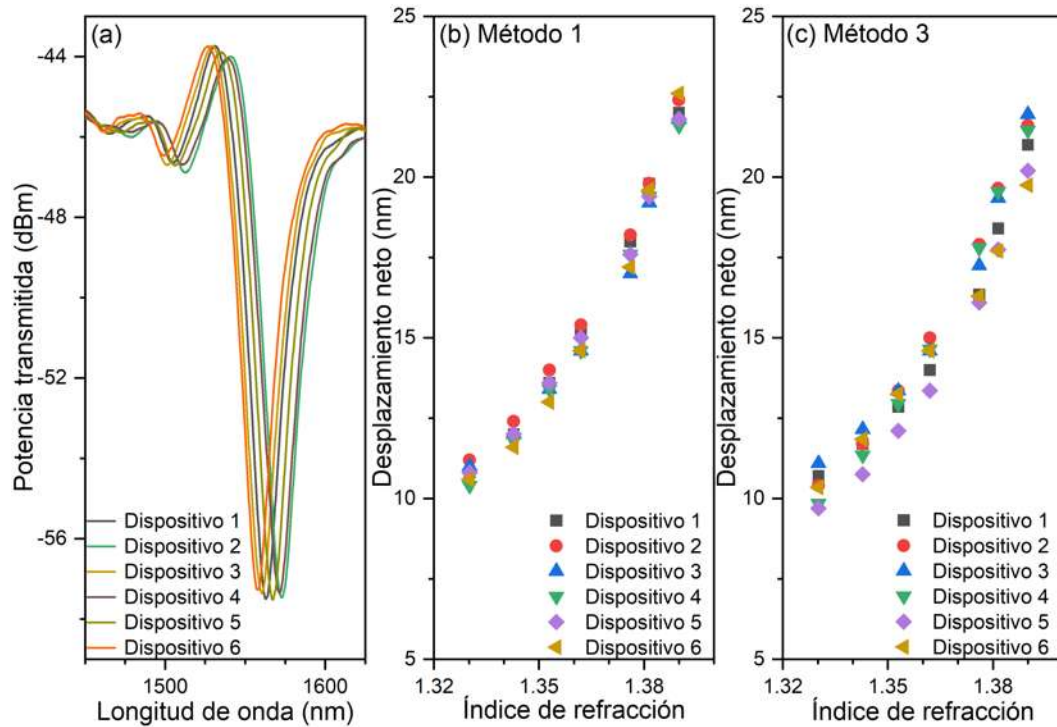 (a)
Potencia transmitida (dBm)
-44
-48
-52
-56
Dispositivo 1
Dispositivo 2
Dispositivo 3
Dispositivo 4
Dispositivo 5
Dispositivo 6
1500
1600
Longitud de onda (nm)
(b) Método 1
Desplazamiento neto (nm)
25
20
15
10
5
Dispositivo 1
Dispositivo 2
Dispositivo 3
Dispositivo 4
Dispositivo 5
Dispositivo 6
1.32
1.35
1.38
Índice de refracción
(c) Método 3
Desplazamiento neto (nm)
25
20
15
10
5
Dispositivo 1
Dispositivo 2
Dispositivo 3
Dispositivo 4
Dispositivo 5
Dispositivo 6
1.32
1.35
1.38
Índice de refracción